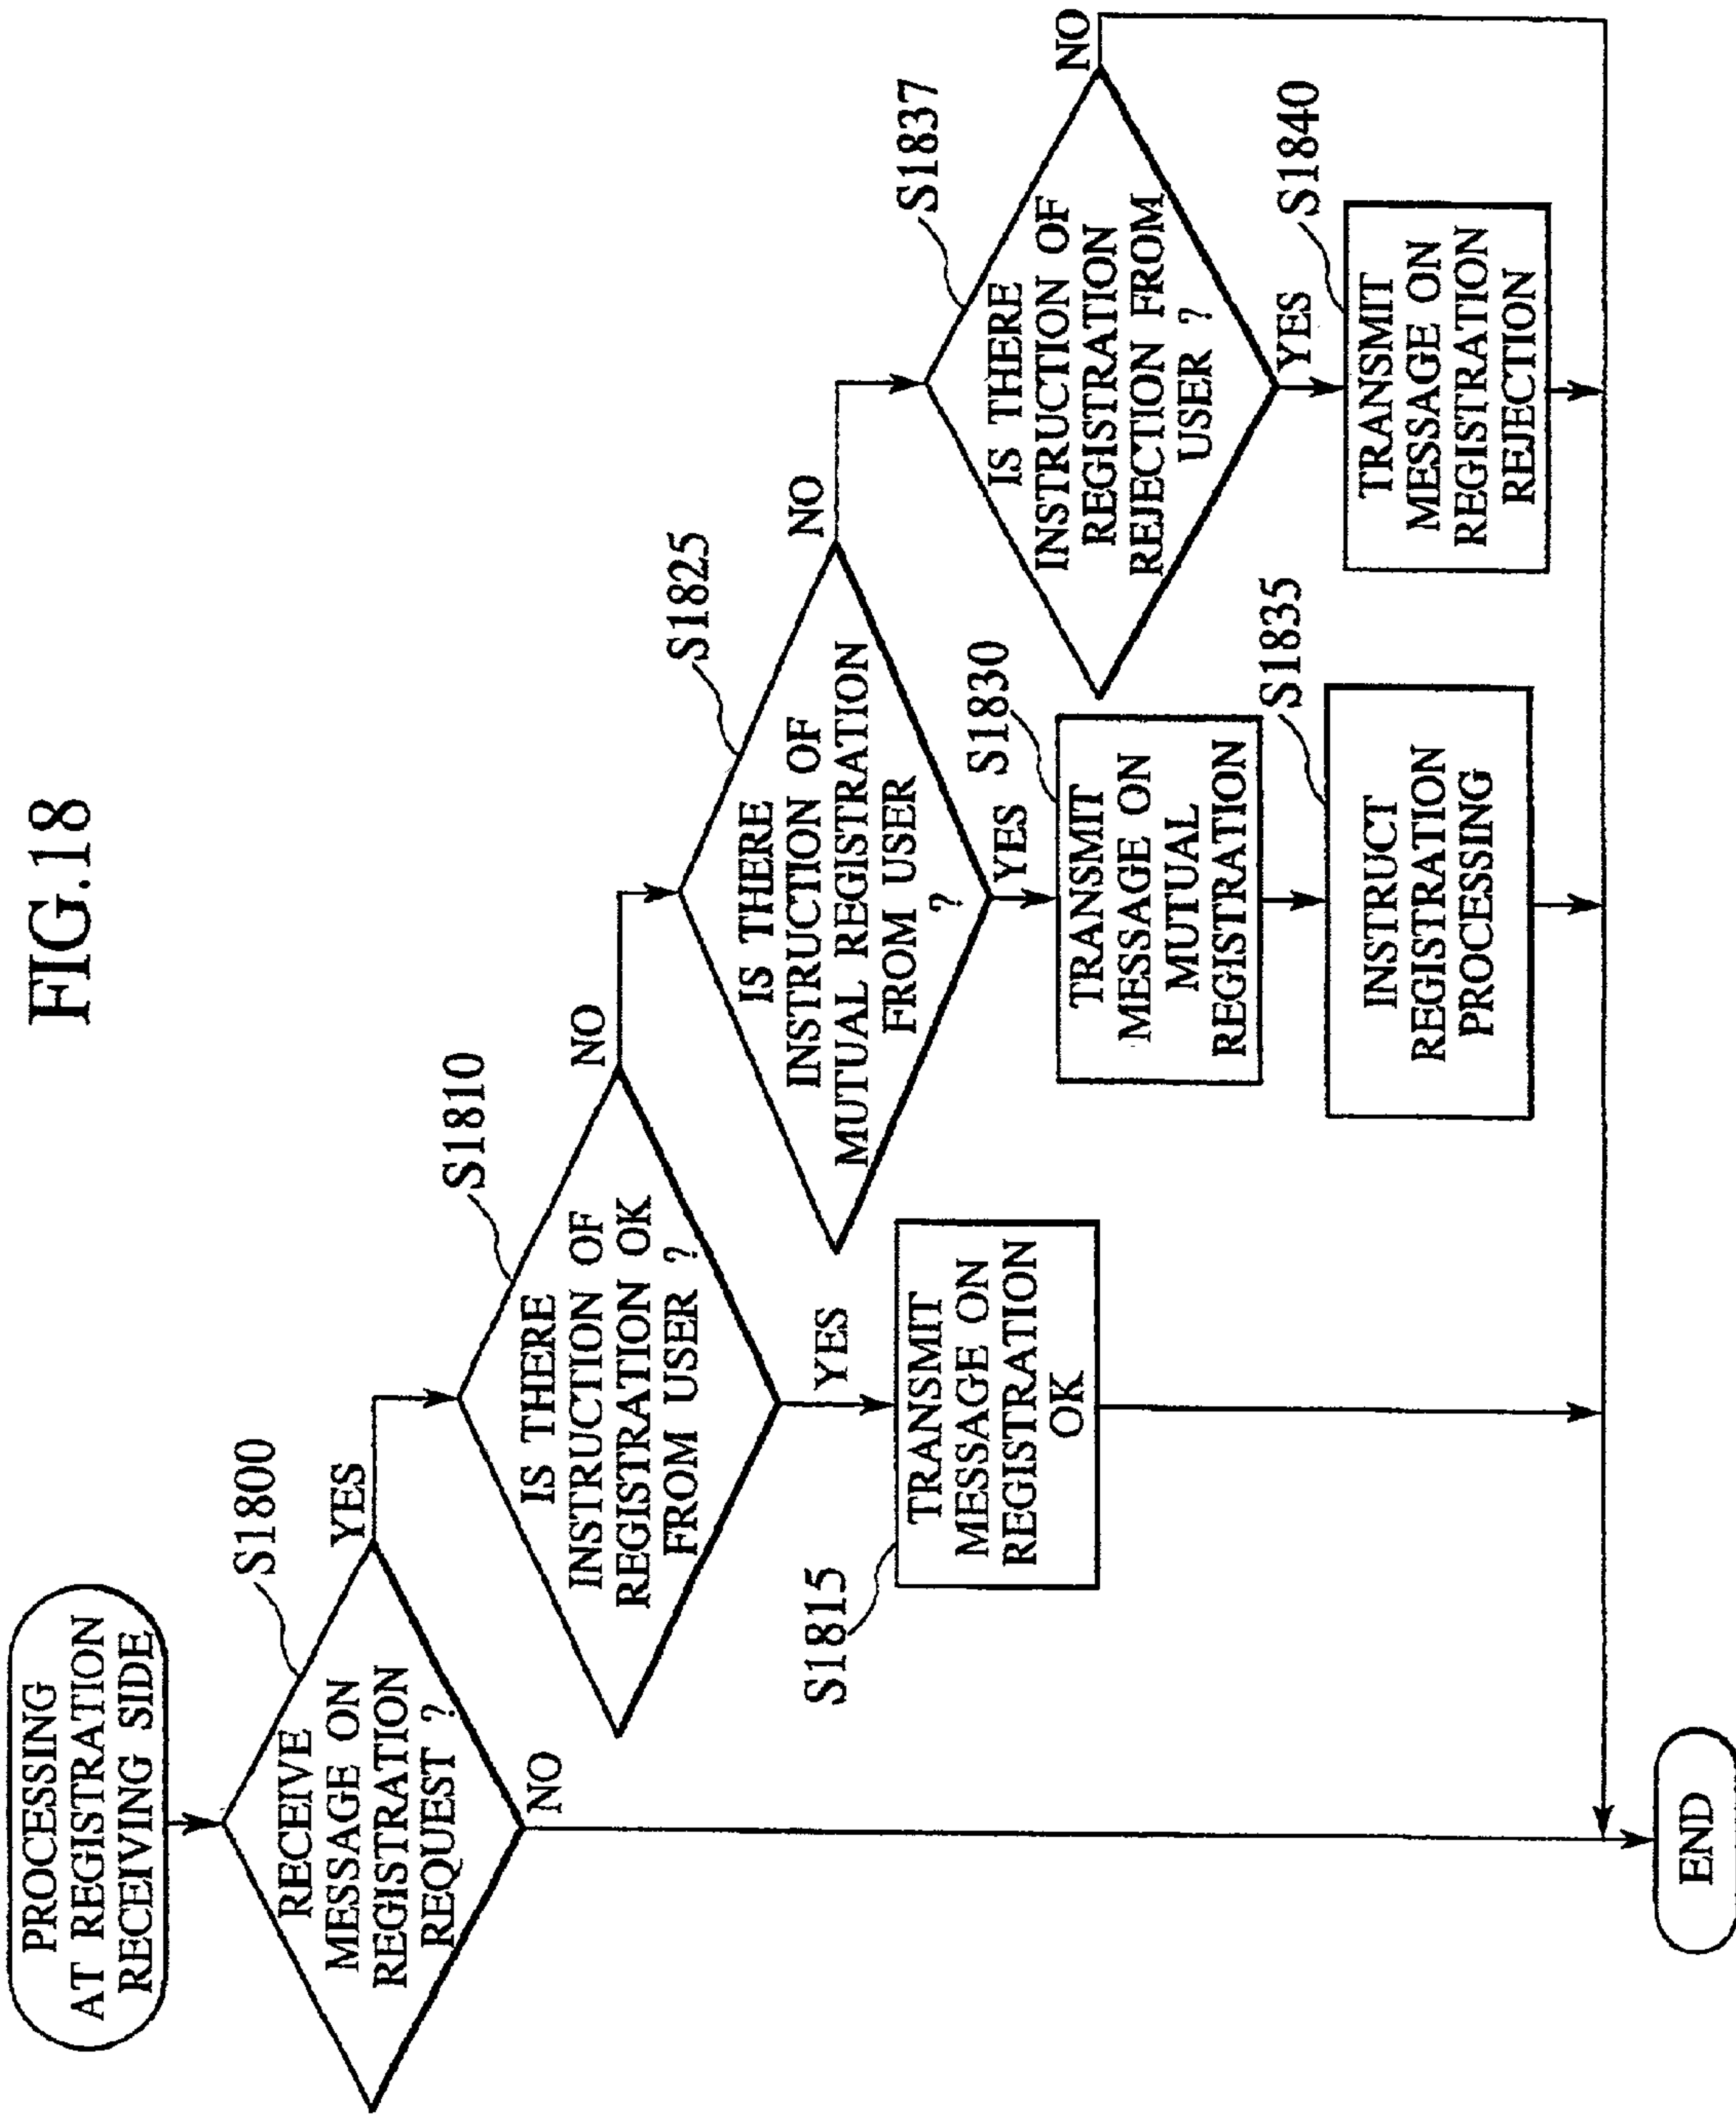 FIG.18
PROCESSING
AT REGISTRATION
RECEIVING SIDE
S1800
RECEIVE
MESSAGE ON
REGISTRATION
REQUEST ?
YES
NO
S1810
IS THERE
INSTRUCTION OF
REGISTRATION OK
FROM USER ?
NO
YES
S1815
TRANSMIT
MESSAGE ON
REGISTRATION
OK
S1825
IS THERE
INSTRUCTION OF
MUTUAL REGISTRATION
FROM USER
?
NO
YES
S1830
TRANSMIT
MESSAGE ON
MUTUAL
REGISTRATION
S1835
INSTRUCT
REGISTRATION
PROCESSING
S1837
IS THERE
INSTRUCTION OF
REGISTRATION
REJECTION FROM
USER ?
NO
YES
S1840
TRANSMIT
MESSAGE ON
REGISTRATION
REJECTION
END